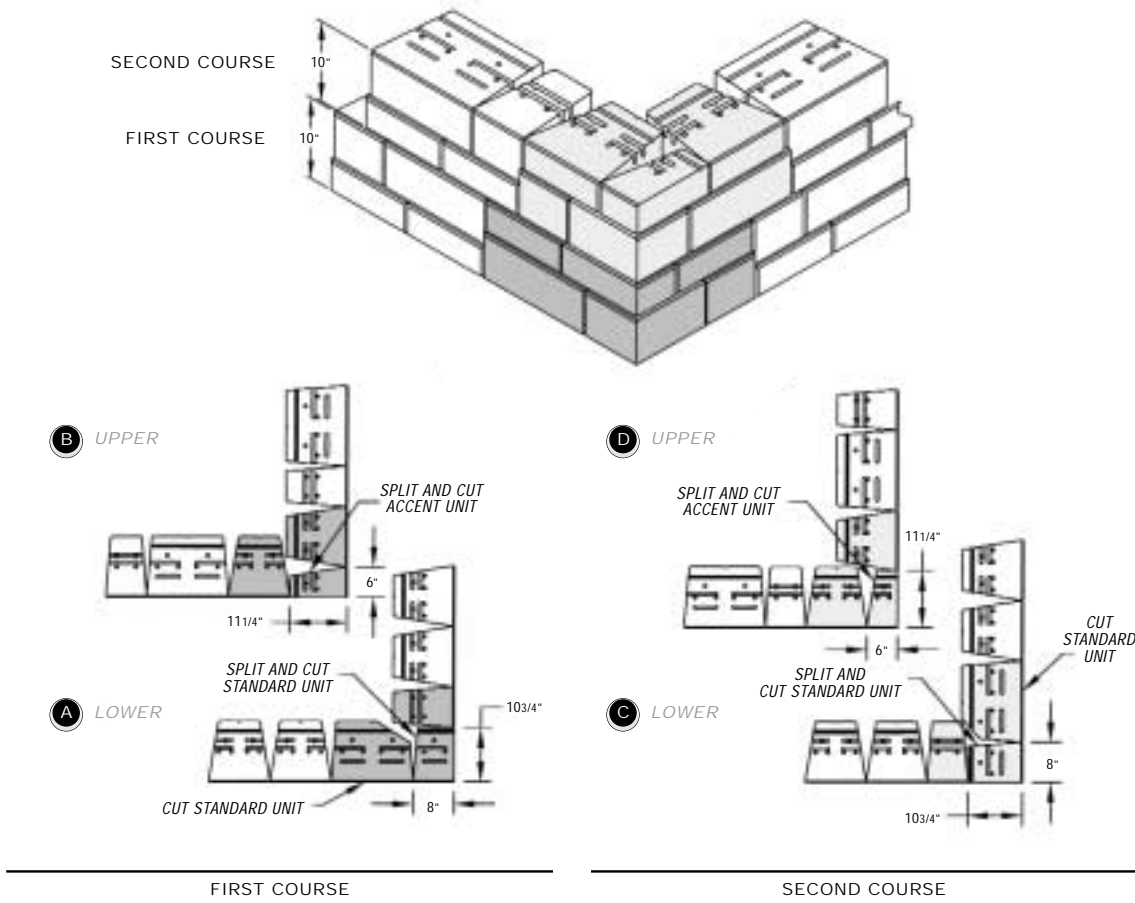 SECOND COURSE
10"
FIRST COURSE
10"
B UPPER
SPLIT AND CUT
ACCENT UNIT
6"
11 1/4"
SPLIT AND CUT
STANDARD UNIT
A LOWER
10 3/4"
CUT STANDARD UNIT
8"
FIRST COURSE
D UPPER
SPLIT AND CUT
ACCENT UNIT
11 1/4"
6"
CUT
STANDARD
UNIT
SPLIT AND
CUT STANDARD UNIT
C LOWER
8"
10 3/4"
SECOND COURSE